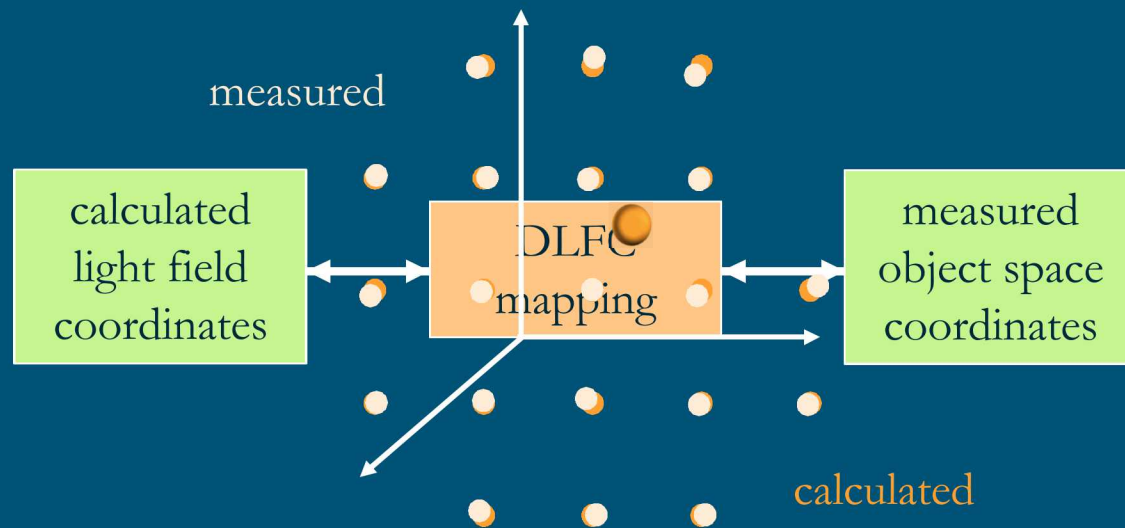 measured
calculated
light field
coordinates
DLFC
mapping
measured
object space
coordinates
calculated